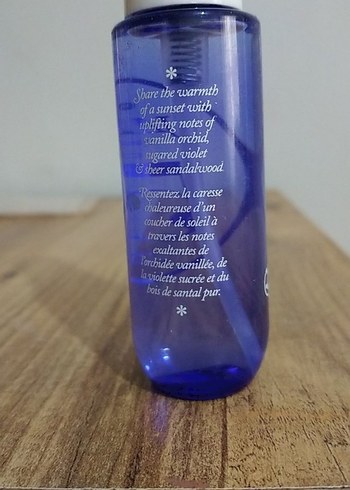 *
Share the warmth
of a sunset with
uplifting notes of
vanilla orchid,
sugared violet
& sheer sandalwood.
Ressentez la caresse
chaleureuse d'un
coucher de soleil à
travers les notes
exaltantes de
l'orchidée vanillée, de
la violette sucrée et du
bois de santal pur.
*